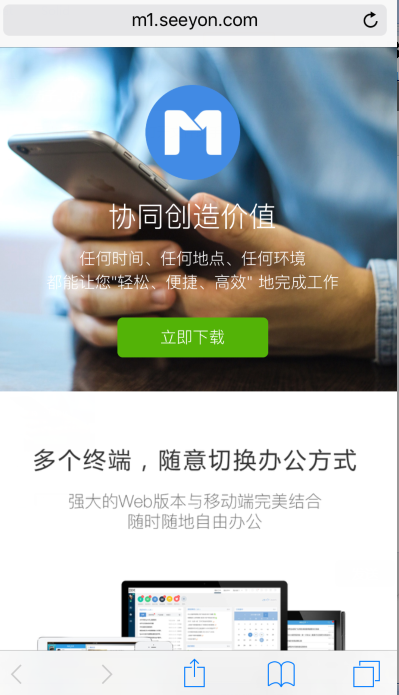 m1.seeyon.com
协同创造价值
任何时间、任何地点、任何环境
都能让您"轻松、便捷、高效" 地完成工作
立即下载
多个终端，随意切换办公方式
强大的Web版本与移动端完美结合
随时随地自由办公